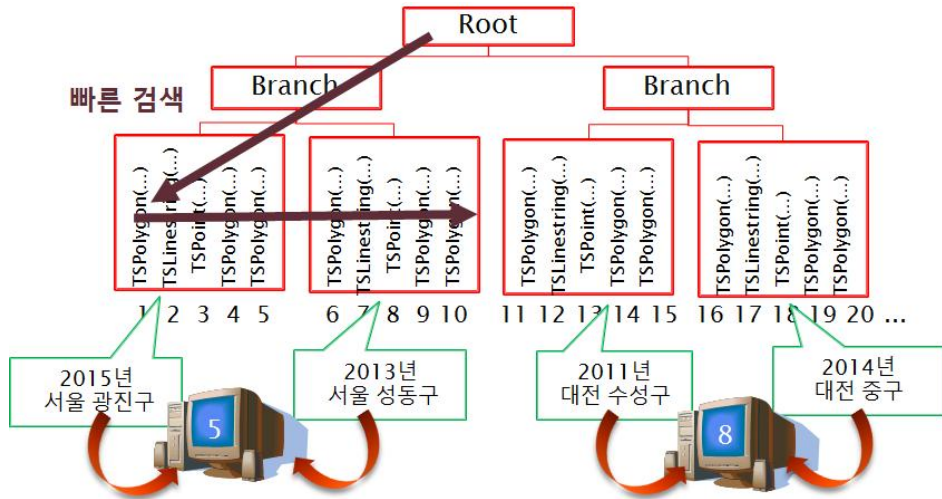 Root
Branch
Branch
빠른 검색
TSPolygon(...)
TSLinestring(...)
TSPoint(...)
TSPolygon(...)
TSPolygon(...)
TSPolygon(...)
TSLinestring(...)
TSPoint(...)
TSPolygon(...)
TSPolygon(...)
TSPolygon(...)
TSLinestring(...)
TSPoint(...)
TSPolygon(...)
TSPolygon(...)
TSPolygon(...)
TSLinestring(...)
TSPoint(...)
TSPolygon(...)
TSPolygon(...)
1 2 3 4 5 6 7 8 9 10 11 12 13 14 15 16 17 18 19 20 ...
2015년
서울 광진구
2013년
서울 성동구
2011년
대전 수성구
2014년
대전 중구
5
8